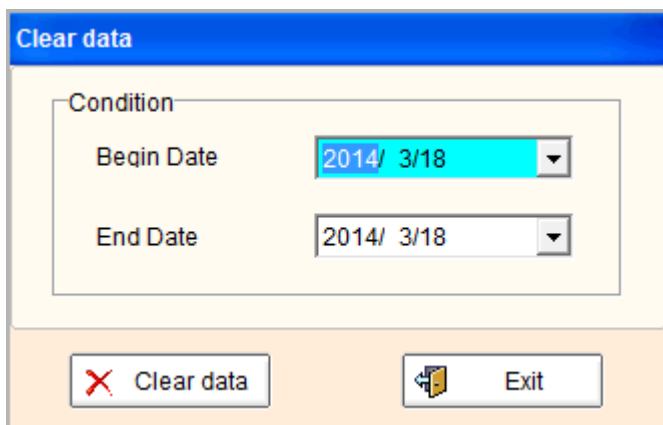 Clear data
Condition
Begin Date 2014/ 3/18
End Date 2014/ 3/18
Clear data Exit